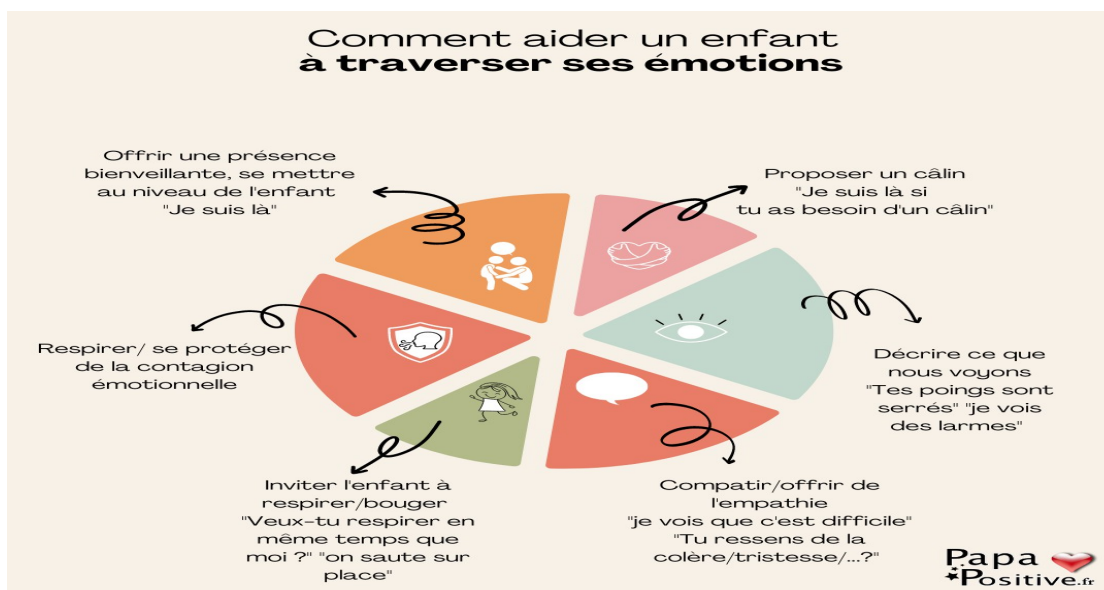 Comment aider un enfant
à traverser ses émotions
Offrir une présence
bienveillante, se mettre
au niveau de l'enfant
"Je suis là"
Proposer un câlin
"Je suis là si
tu as besoin d'un câlin"
Respirer/ se protéger
de la contagion
émotionnelle
Décrire ce que
nous voyons
"Tes poings sont
serrés" "je vois
des larmes"
Inviter l'enfant à
respirer/bouger
"Veux-tu respirer en
même temps que
moi ?" "on saute sur
place"
Compatir/offrir de
l'empathie
"je vois que c'est difficile"
"Tu ressens de la
colère/tristesse/...?"
Papa
Positive.fr